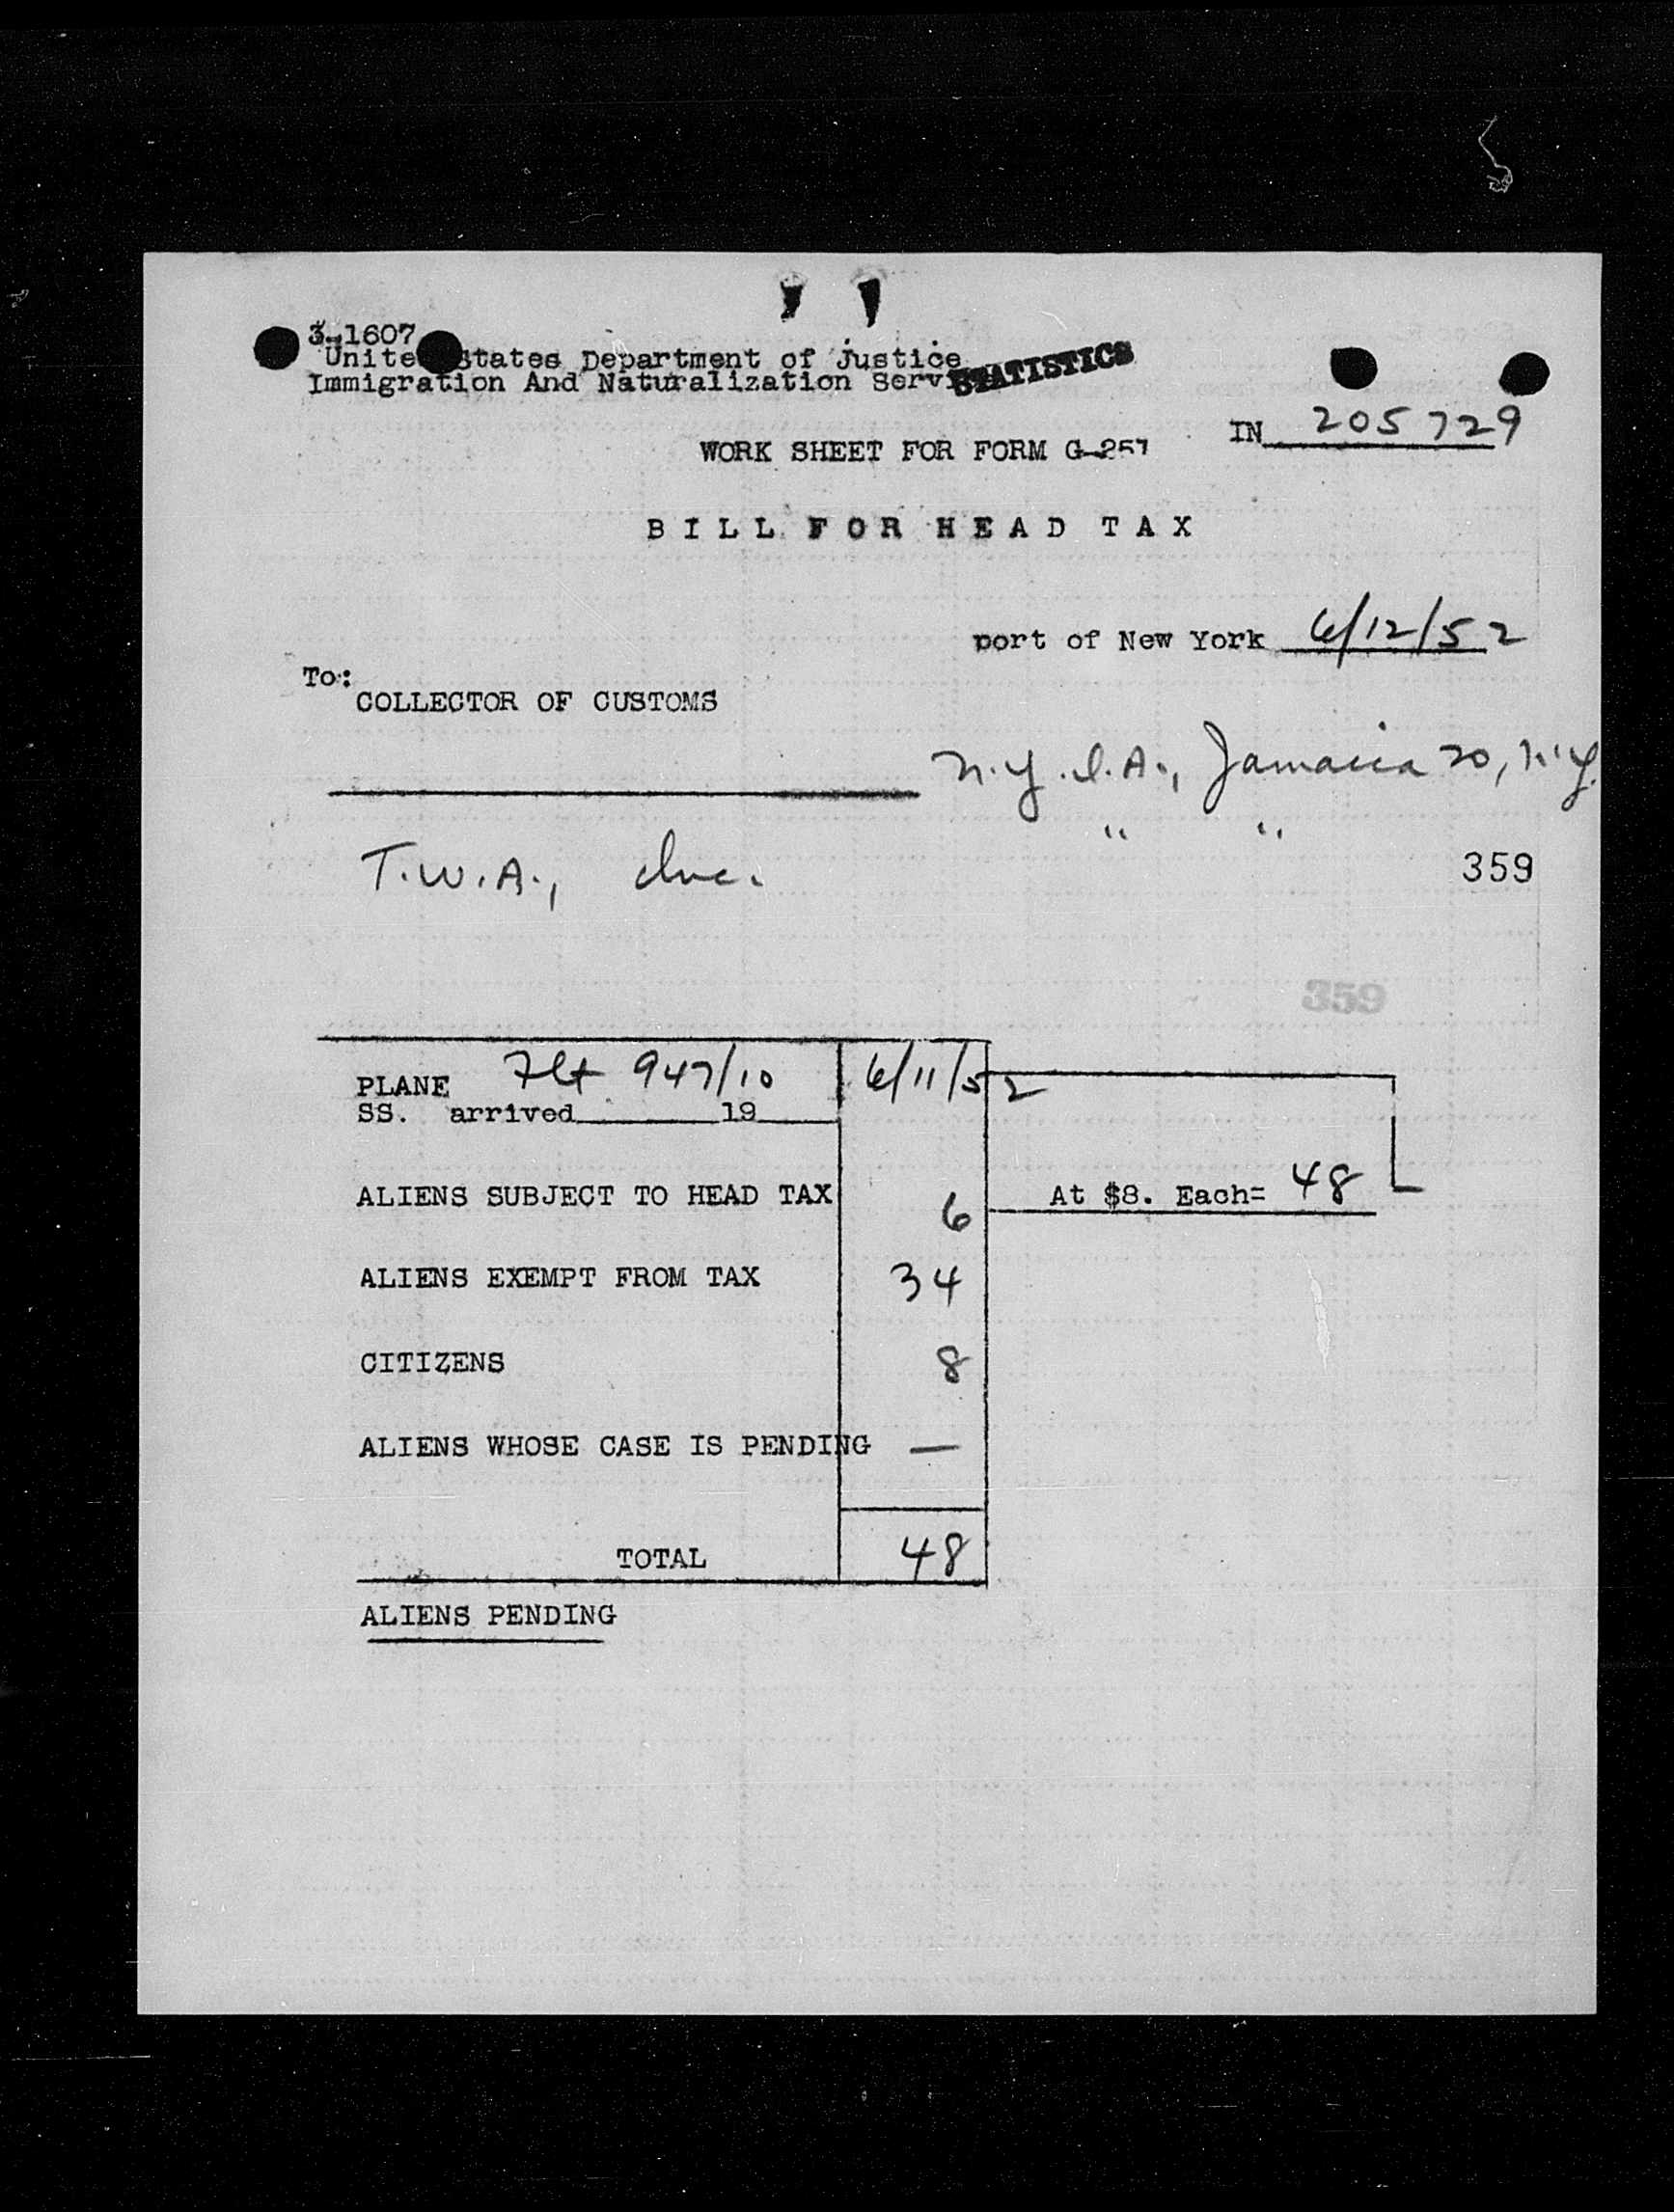 3-1607
United States Department of Justice
Immigration And Naturalization Serv
STATISTICS
IN 205729
WORK SHEET FOR FORM G-257
BILL FOR HEAD TAX
port of New York 6/12/52
To:
COLLECTOR OF CUSTOMS
N.Y.I.A., Jamaica 20, N.Y.
" "
T.W.A., Inc.
359
359
PLANE Flt 947/10 6/11/52
SS. arrived 19
ALIENS SUBJECT TO HEAD TAX 6 At $8. Each= 48
ALIENS EXEMPT FROM TAX 34
CITIZENS 8
ALIENS WHOSE CASE IS PENDING —
TOTAL 48
ALIENS PENDING